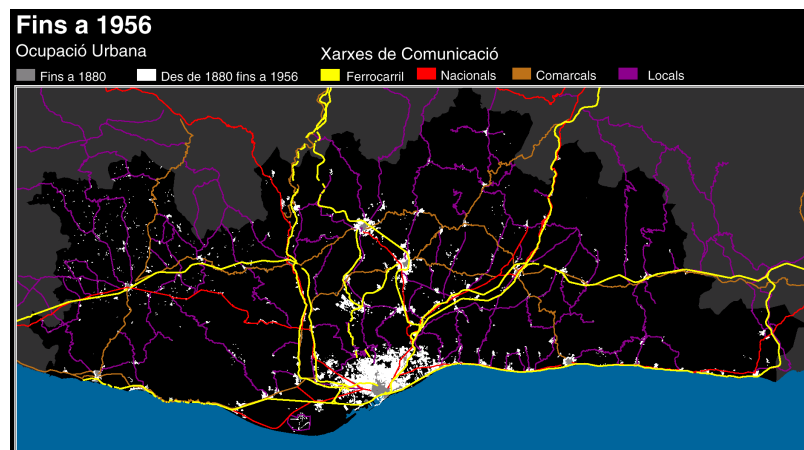 Fins a 1956
Ocupació Urbana
Xarxes de Comunicació
Fins a 1880
Des de 1880 fins a 1956
Ferrocarril
Nacionals
Comarcals
Locals